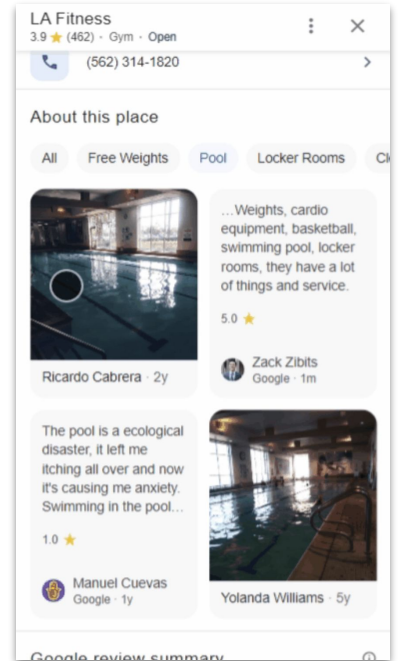 LA Fitness
3.9 ★ (462) · Gym · Open
(562) 314-1820
About this place
All
Free Weights
Pool
Locker Rooms
Cl
...Weights, cardio
equipment, basketball,
swimming pool, locker
rooms, they have a lot
of things and service.
5.0 ★
Ricardo Cabrera · 2y
Zack Zibits
Google · 1m
The pool is a ecological
disaster, it left me
itching all over and now
it's causing me anxiety.
Swimming in the pool...
1.0 ★
Manuel Cuevas
Google · 1y
Yolanda Williams · 5y
Google review summary